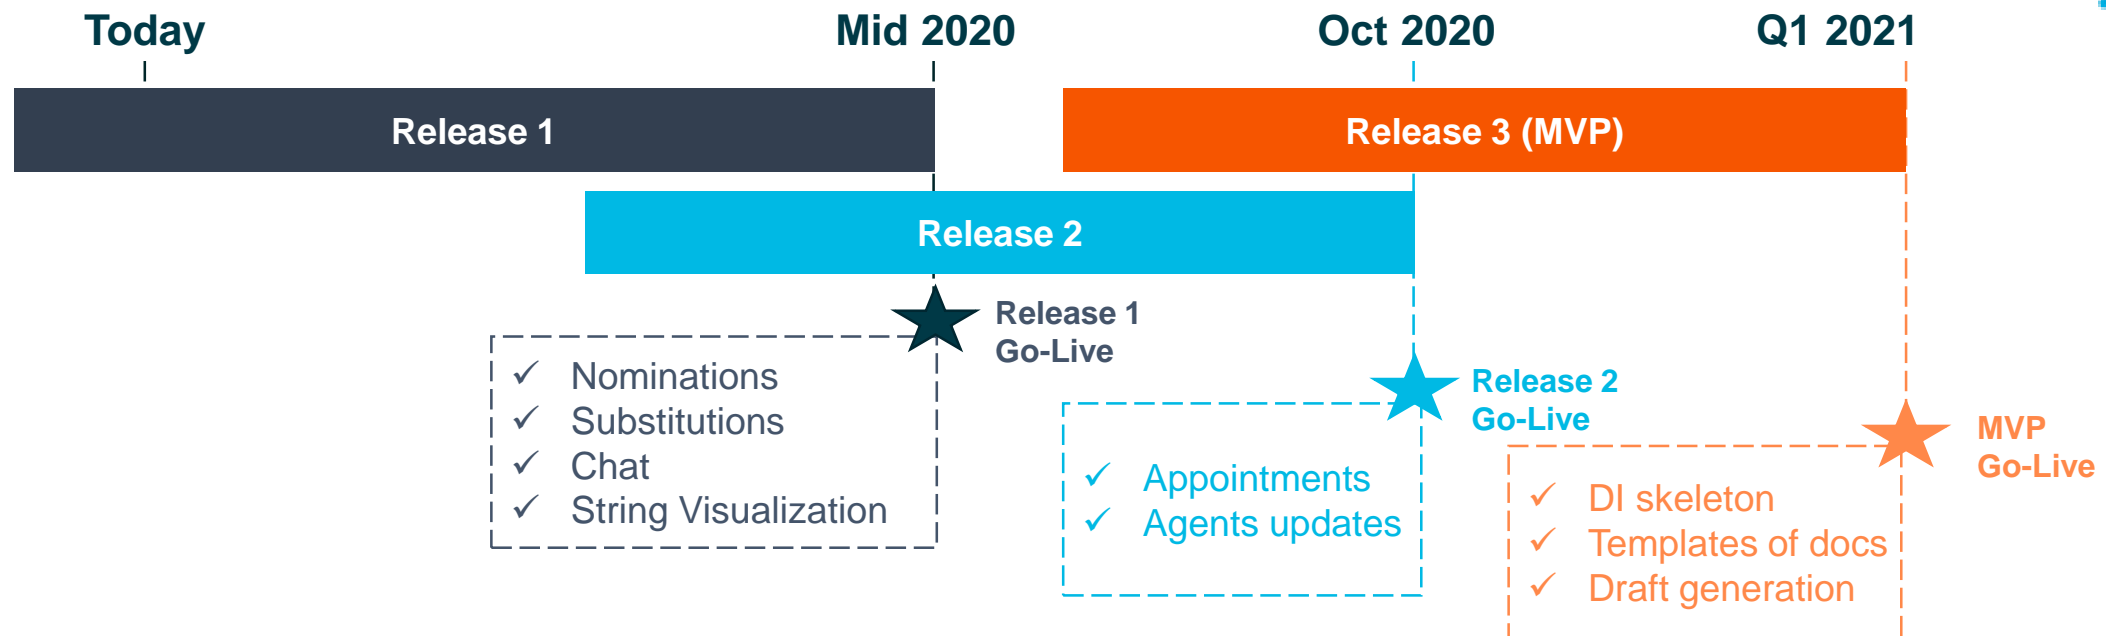 Today
Mid 2020
Oct 2020
Q1 2021
Release 1
Release 3 (MVP)
Release 2
Release 1
Go-Live
Nominations
Substitutions
Chat
String Visualization
Release 2
Go-Live
Appointments
Agents updates
MVP
Go-Live
DI skeleton
Templates of docs
Draft generation